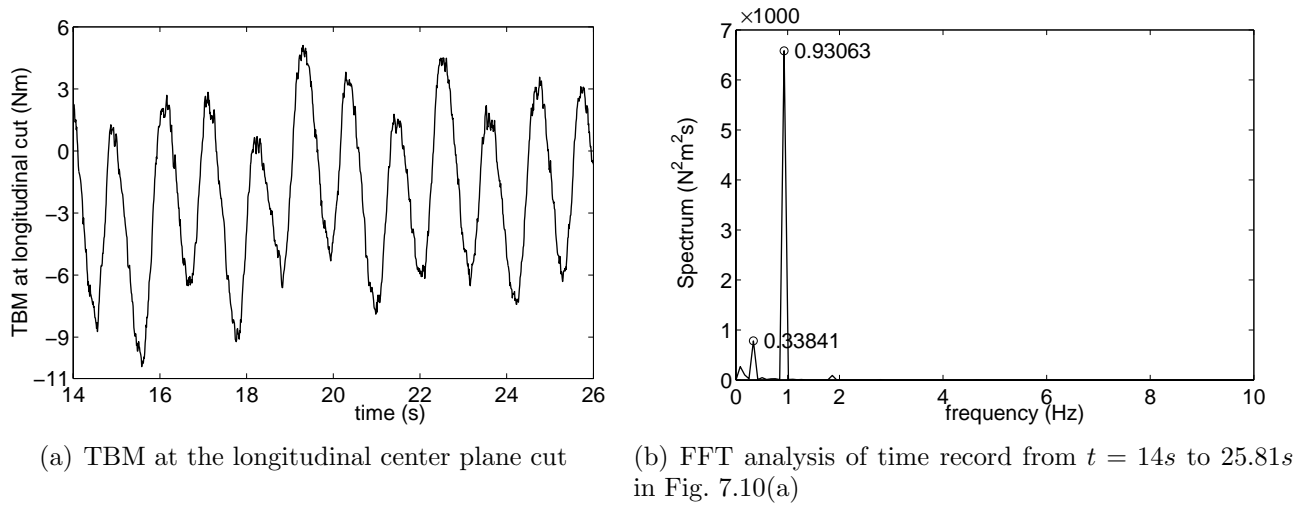 6
3
0
−3
−6
−9
−11
TBM at longitudinal cut (Nm)
14 16 18 20 22 24 26
time (s)
(a) TBM at the longitudinal center plane cut
×1000
7
6
5
4
3
2
1
0
Spectrum (N²m²s)
0.93063
0.33841
0 1 2 4 6 8 10
frequency (Hz)
(b) FFT analysis of time record from t = 14s to 25.81s
in Fig. 7.10(a)